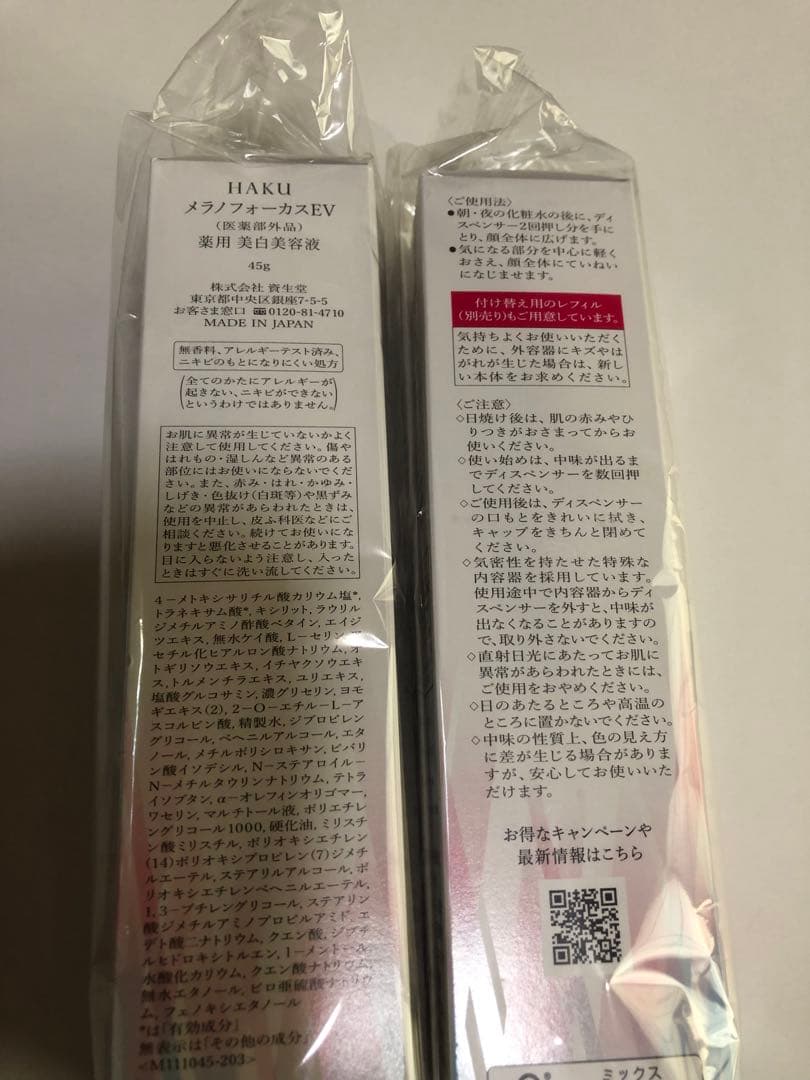 HAKU
メラノフォーカスEV
（医薬部外品）
薬用 美白美容液
45g
株式会社 資生堂
東京都中央区銀座7-5-5
お客さま窓口 0120-81-4710
MADE IN JAPAN
無香料、アレルギーテスト済み、
ニキビのもとになりにくい処方
(全てのかたにアレルギーが
起きない、ニキビができない
というわけではありません。)
お肌に異常が生じていないかよく
注意して使用してください。傷や
はれもの・湿しんなど異常のある
部位にはお使いにならないでくだ
さい。また、赤み・はれ・かゆみ・
しげき・色抜け(白斑等)や黒ずみ
などの異常があらわれたときは、
使用を中止し、皮ふ科医などにご
相談ください。続けてお使いにな
りますと悪化させることがあります。
目に入らないよう注意し、入った
ときはすぐに洗い流してください。
4－メトキシサリチル酸カリウム塩*,
トラネキサム酸*, キシリット, ラウリル
ジメチルアミノ酢酸ベタイン, エイジ
ツエキス, 無水ケイ酸, L－セリン, ア
セチル化ヒアルロン酸ナトリウム, オ
トギリソウエキス, イチヤクソウエキ
ス, トルメンチラエキス, ユリエキス,
塩酸グルコサミン, 濃グリセリン, ヨモ
ギエキス(2), 2－O－エチル－L－ア
スコルビン酸, 精製水, ジプロピレン
グリコール, ベヘニルアルコール, エタ
ノール, メチルポリシロキサン, ピバリ
ン酸イソデシル, N－ステアロイル－
N－メチルタウリンナトリウム, テトラ
イソブタン, α－オレフィンオリゴマー,
ワセリン, マルチトール液, ポリエチレ
ングリコール1000, 硬化油, ミリスチ
ン酸ミリスチル, ポリオキシエチレン
(14)ポリオキシプロピレン(7)ジメチ
ルエーテル, ステアリルアルコール, ポ
リオキシエチレンベヘニルエーテル,
1, 3－ブチレングリコール, ステアリン
酸ジメチルアミノプロピルアミド, エ
デト酸二ナトリウム, クエン酸, ジブチ
ルヒドロキシトルエン, l－メントール,
水酸化カリウム, クエン酸ナトリウム,
無水エタノール, ピロ亜硫酸ナトリウ
ム, フェノキシエタノール
*は「有効成分」
無表示は「その他の成分」
<M111045-203>
〈ご使用法〉
●朝・夜の化粧水の後に、ディ
スペンサー2回押し分を手に
とり、顔全体に広げます。
●気になる部分を中心に軽く
おさえ、顔全体にていねい
になじませます。
付け替え用のレフィル
(別売り)もご用意しています。
気持ちよくお使いいただく
ために、外容器にキズやは
がれが生じた場合は、新し
い本体をお求めください。
〈ご注意〉
◇日焼け後は、肌の赤みやひ
りつきがおさまってからお
使いください。
◇使い始めは、中味が出るま
でディスペンサーを数回押
してください。
◇ご使用後は、ディスペンサー
の口もとをきれいに拭き、
キャップをきちんと閉めて
ください。
◇気密性を持たせた特殊な
内容器を採用しています。
使用途中で内容器からディ
スペンサーを外すと、中味が
出なくなることがありますの
で、取り外さないでください。
◇直射日光にあたってお肌に
異常があらわれたときには、
ご使用をおやめください。
◇日のあたるところや高温の
ところに置かないでください。
◇中味の性質上、色の見え方
に差が生じる場合がありま
すが、安心してお使いいた
だけます。
お得なキャンペーンや
最新情報はこちら
ミックス